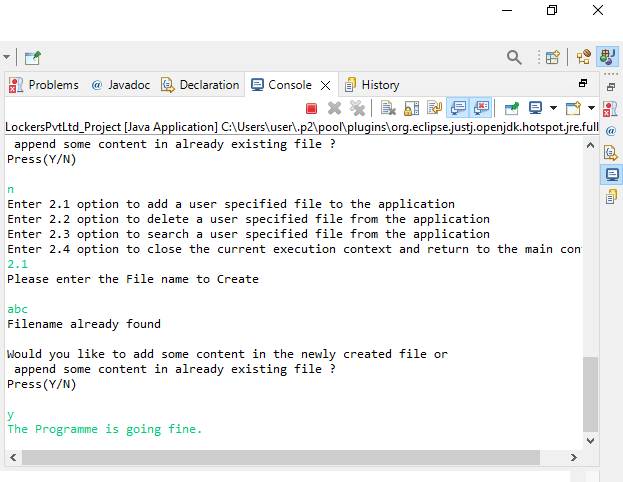 Problems @ Javadoc Declaration Console History
LockersPvtLtd_Project [Java Application] C:\Users\user\.p2\pool\plugins\org.eclipse.justj.openjdk.hotspot.jre.full
append some content in already existing file ?
Press(Y/N)
n
Enter 2.1 option to add a user specified file to the application
Enter 2.2 option to delete a user specified file from the application
Enter 2.3 option to search a user specified file from the application
Enter 2.4 option to close the current execution context and return to the main con
2.1
Please enter the File name to Create
abc
Filename already found
Would you like to add some content in the newly created file or
append some content in already existing file ?
Press(Y/N)
y
The Programme is going fine.